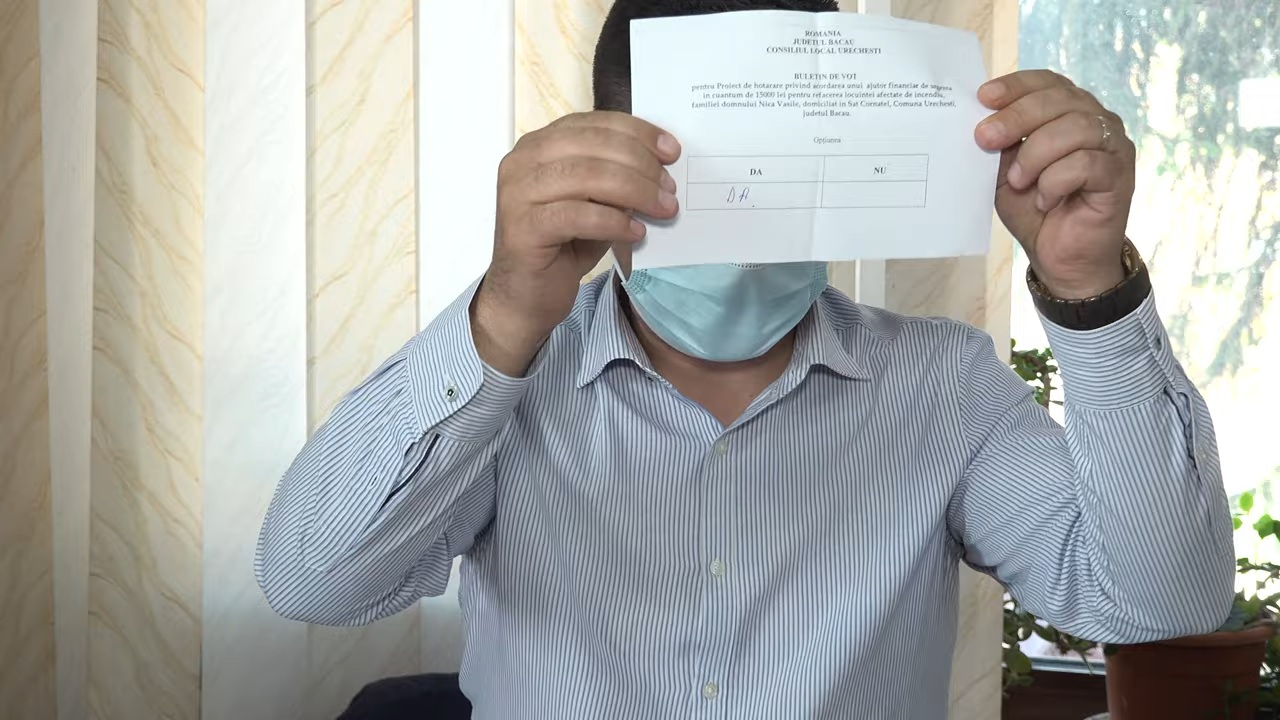 ROMANIA
JUDEȚUL BACAU
CONSILIUL LOCAL URECHESTI
BULETIN DE VOT
pentru Proiect de hotarare privind acordarea unui ajutor financiar de urgenta
in cuantum de 15000 lei pentru refacerea locuintei afectate de incendiu,
familiei domnului Nica Vasile, domiciliat in Sat Cornatel, Comuna Urechesti,
judetul Bacau.
Opțiunea
DA NU
DA.